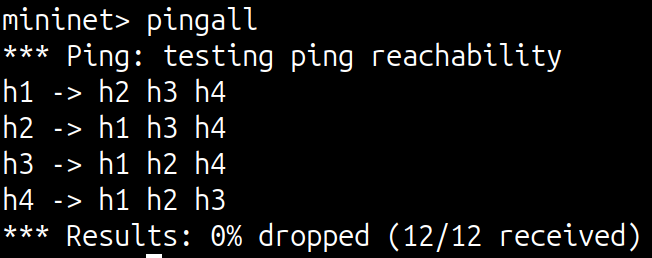 mininet> pingall
*** Ping: testing ping reachability
h1 -> h2 h3 h4
h2 -> h1 h3 h4
h3 -> h1 h2 h4
h4 -> h1 h2 h3
*** Results: 0% dropped (12/12 received)